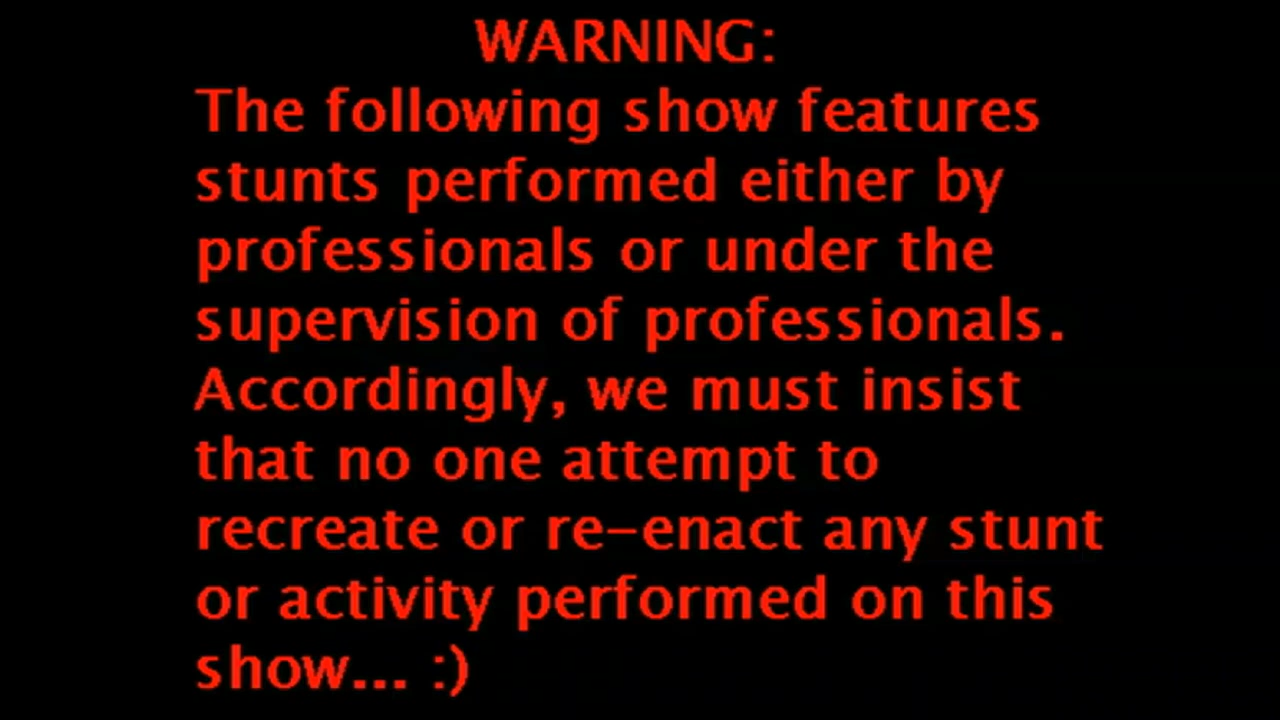 WARNING:
The following show features
stunts performed either by
professionals or under the
supervision of professionals.
Accordingly, we must insist
that no one attempt to
recreate or re-enact any stunt
or activity performed on this
show... :)